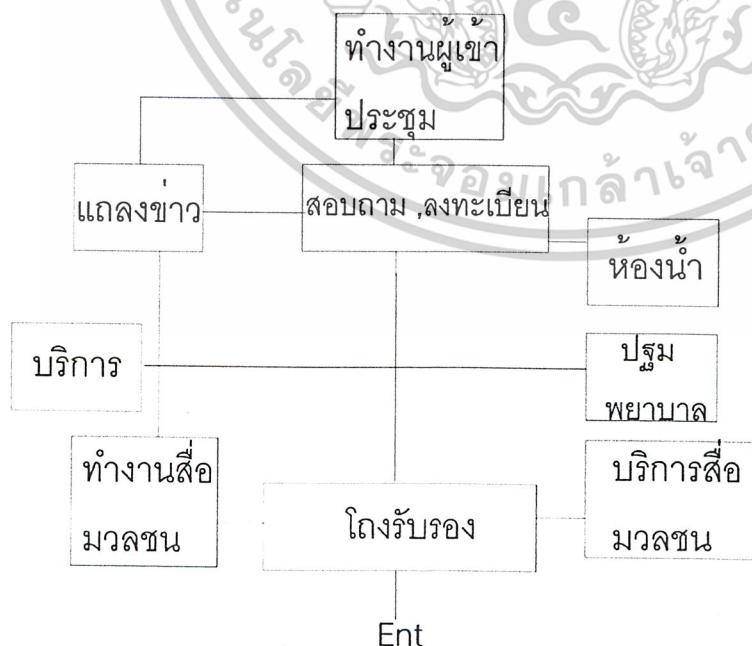 ทำงานผู้เข้า
ประชุม
แถลงข่าว
สอบถาม ,ลงทะเบียน
ห้องน้ำ
บริการ
ปฐม
พยาบาล
ทำงานสื่อ
มวลชน
โถงรับรอง
บริการสื่อ
มวลชน
Ent